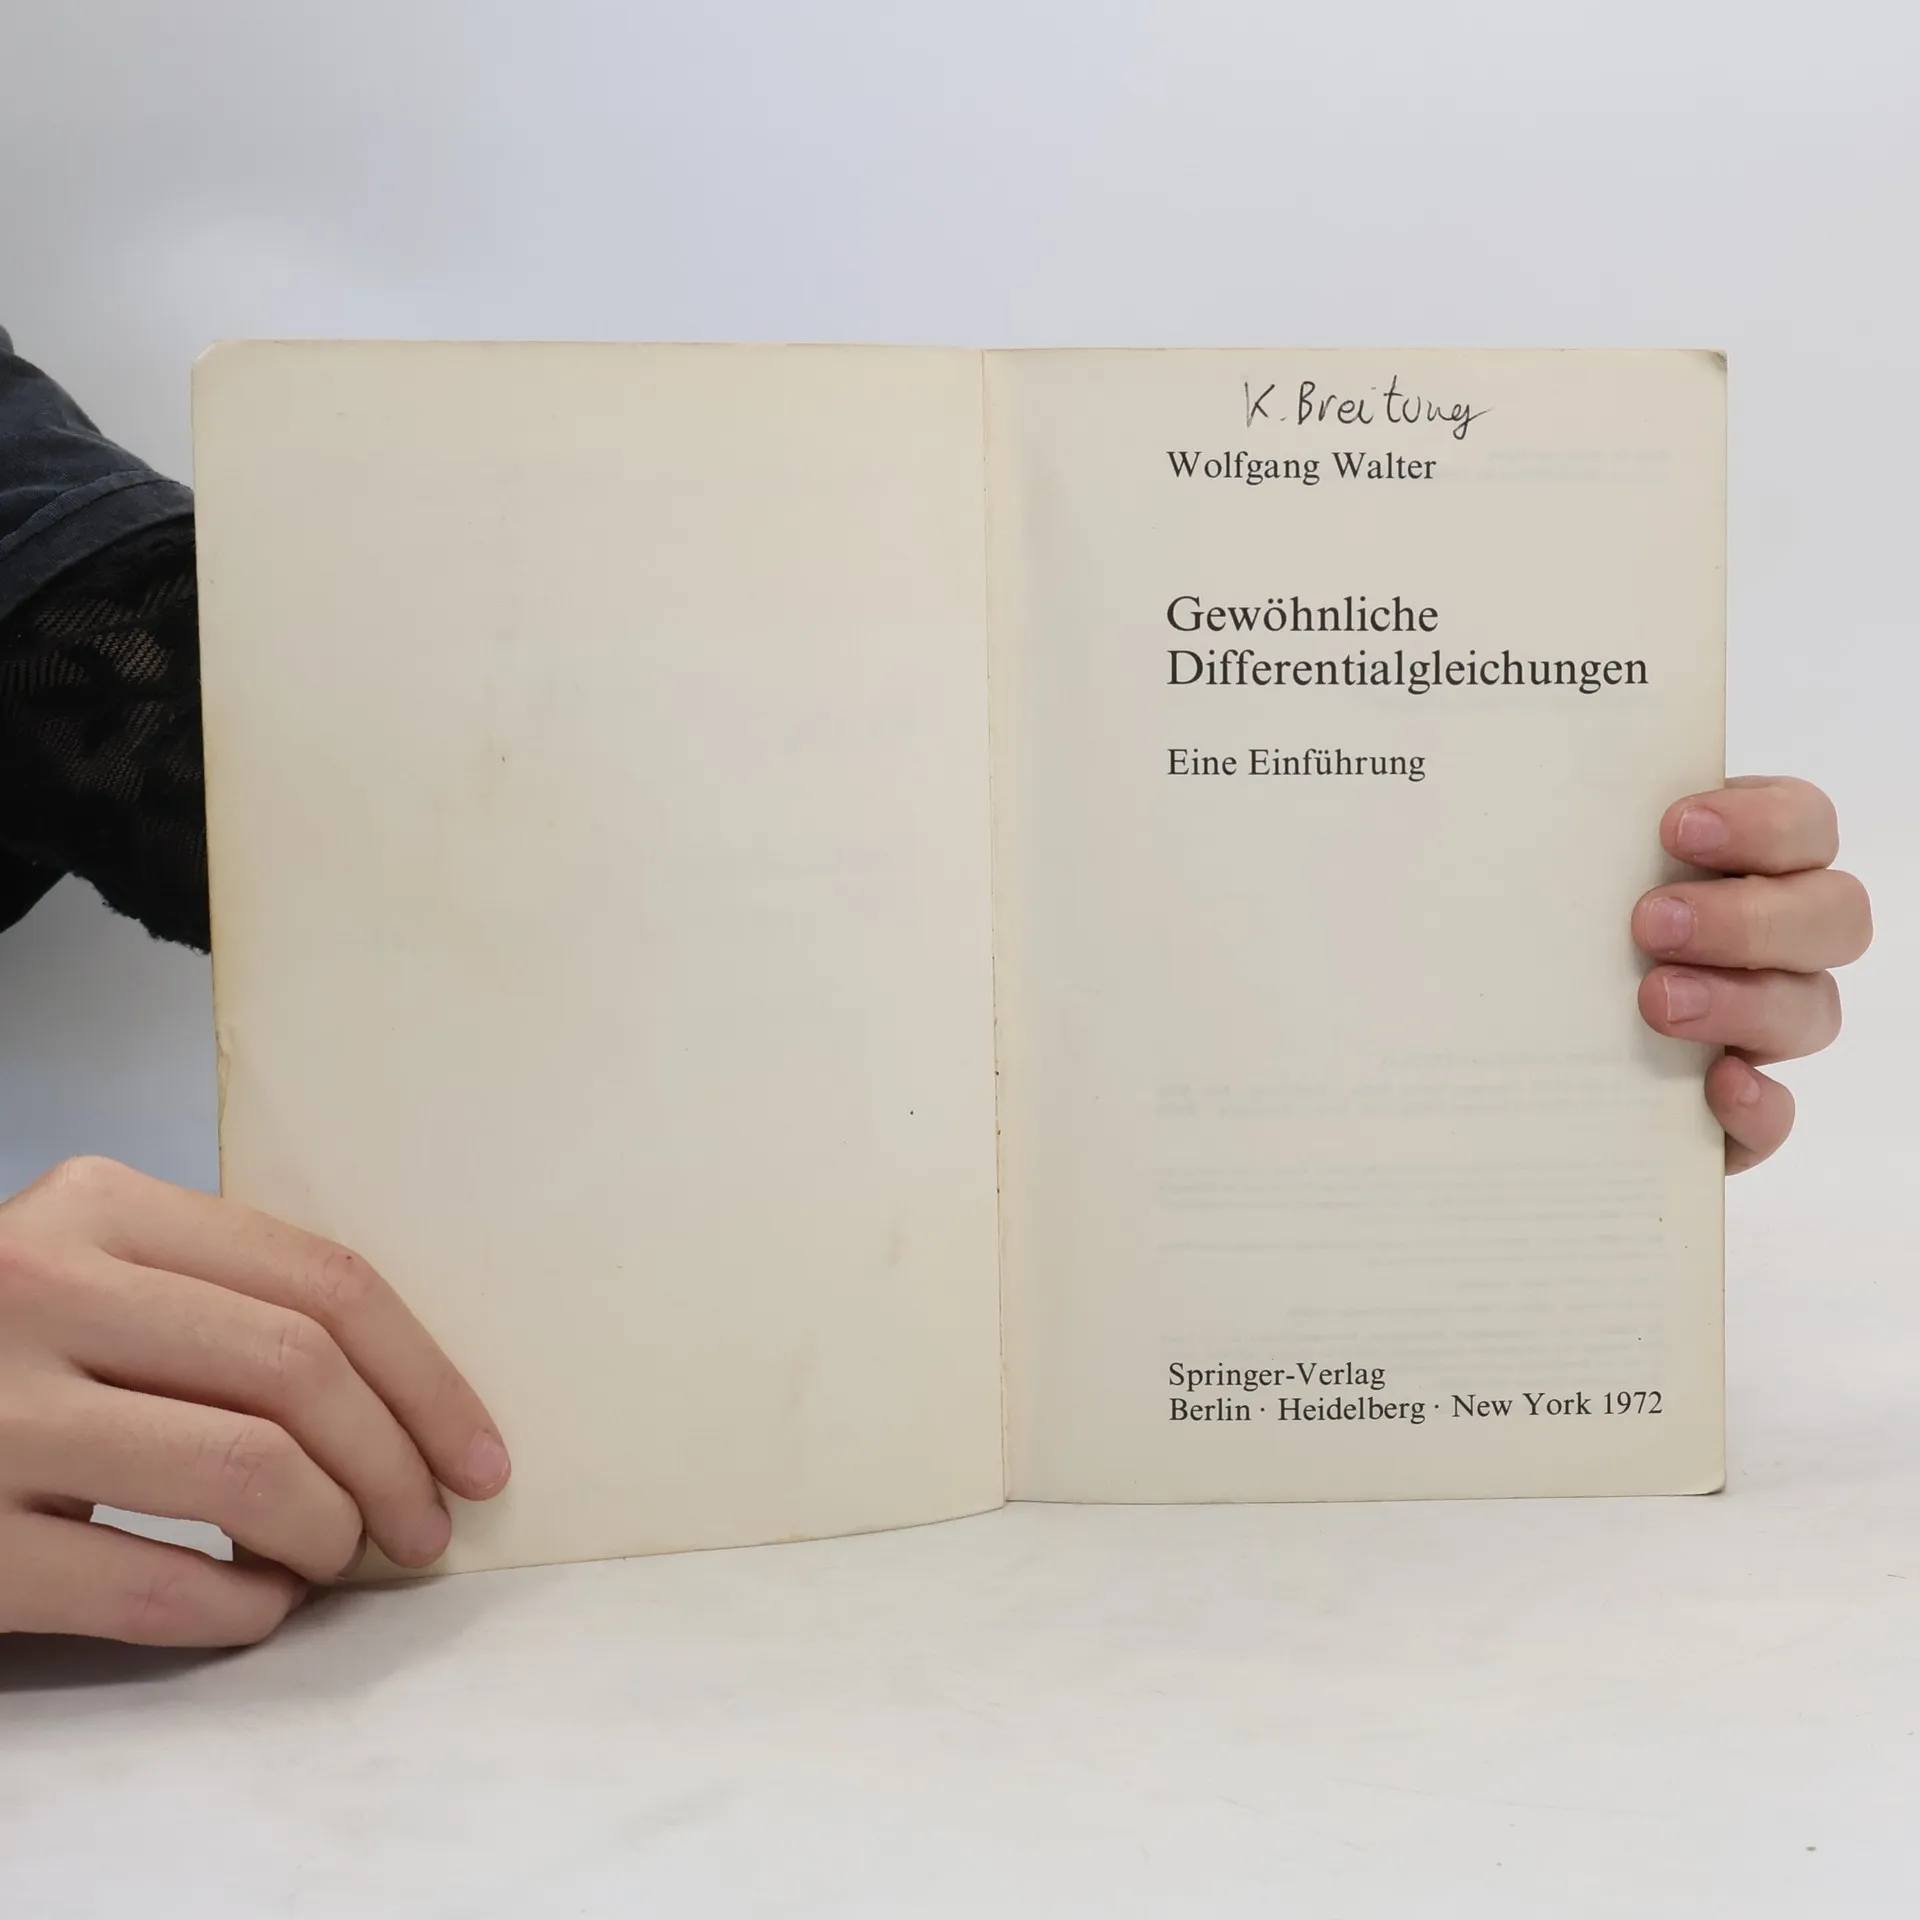 K. Breitung
Wolfgang Walter
Gewöhnliche
Differentialgleichungen
Eine Einführung
Springer-Verlag
Berlin · Heidelberg · New York 1972